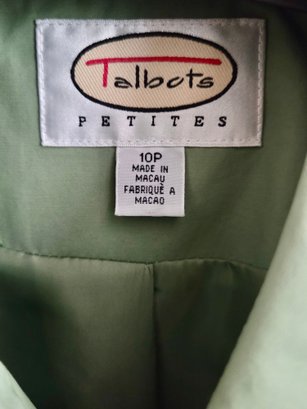 Talbots
PETITES
10P
MADE IN
MACAU
FABRIQUÉ A
MACAO